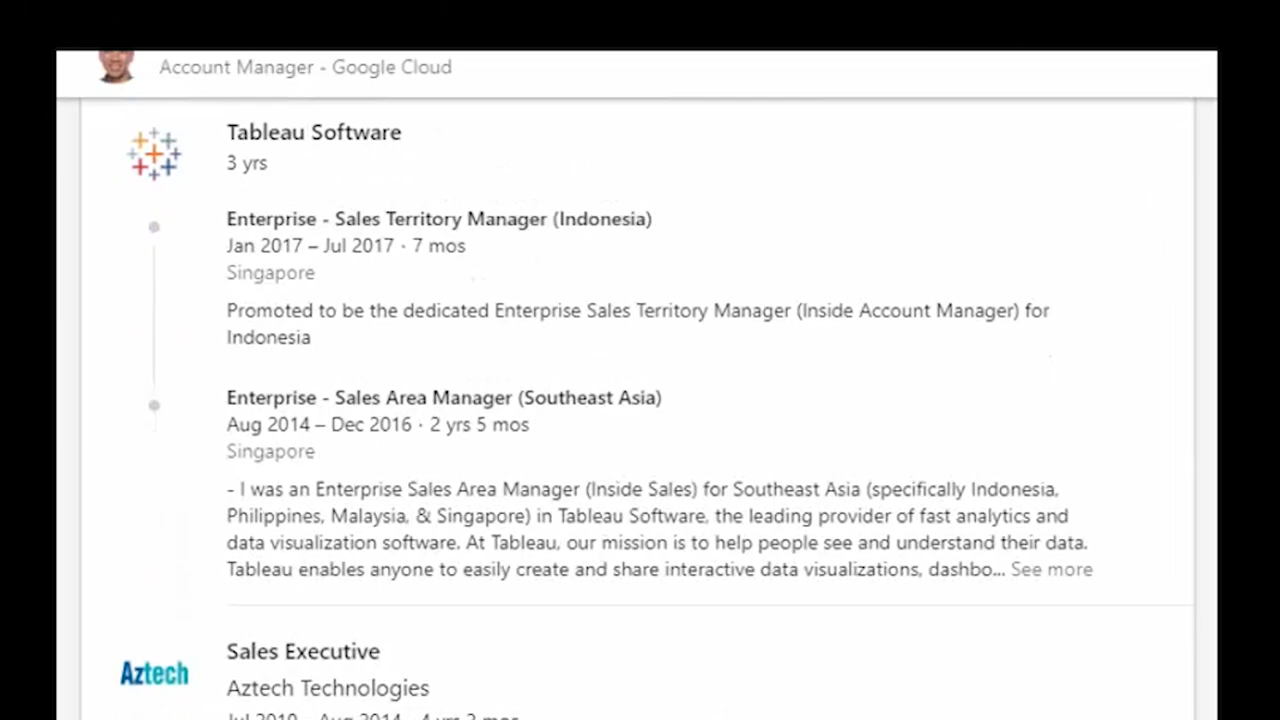 Account Manager - Google Cloud
Tableau Software
3 yrs
Enterprise - Sales Territory Manager (Indonesia)
Jan 2017 – Jul 2017 · 7 mos
Singapore
Promoted to be the dedicated Enterprise Sales Territory Manager (Inside Account Manager) for
Indonesia
Enterprise - Sales Area Manager (Southeast Asia)
Aug 2014 – Dec 2016 · 2 yrs 5 mos
Singapore
- I was an Enterprise Sales Area Manager (Inside Sales) for Southeast Asia (specifically Indonesia,
Philippines, Malaysia, & Singapore) in Tableau Software, the leading provider of fast analytics and
data visualization software. At Tableau, our mission is to help people see and understand their data.
Tableau enables anyone to easily create and share interactive data visualizations, dashbo... See more
Sales Executive
Aztech
Aztech Technologies